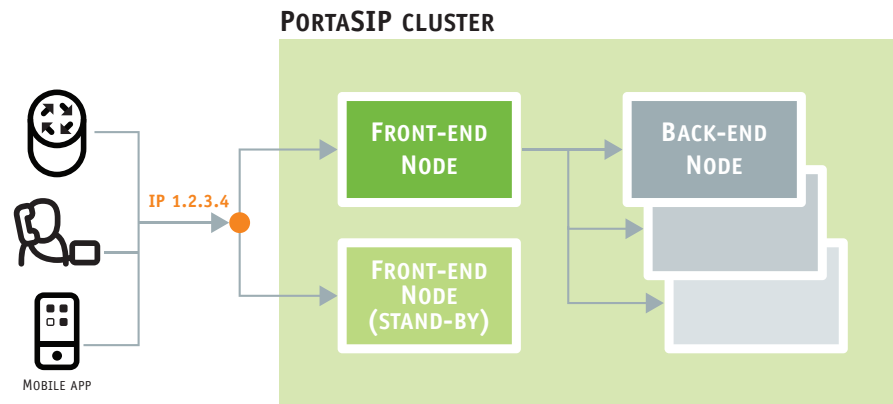 PORTASIP CLUSTER
IP 1.2.3.4
FRONT-END
NODE
BACK-END
NODE
FRONT-END
NODE
(STAND-BY)
MOBILE APP